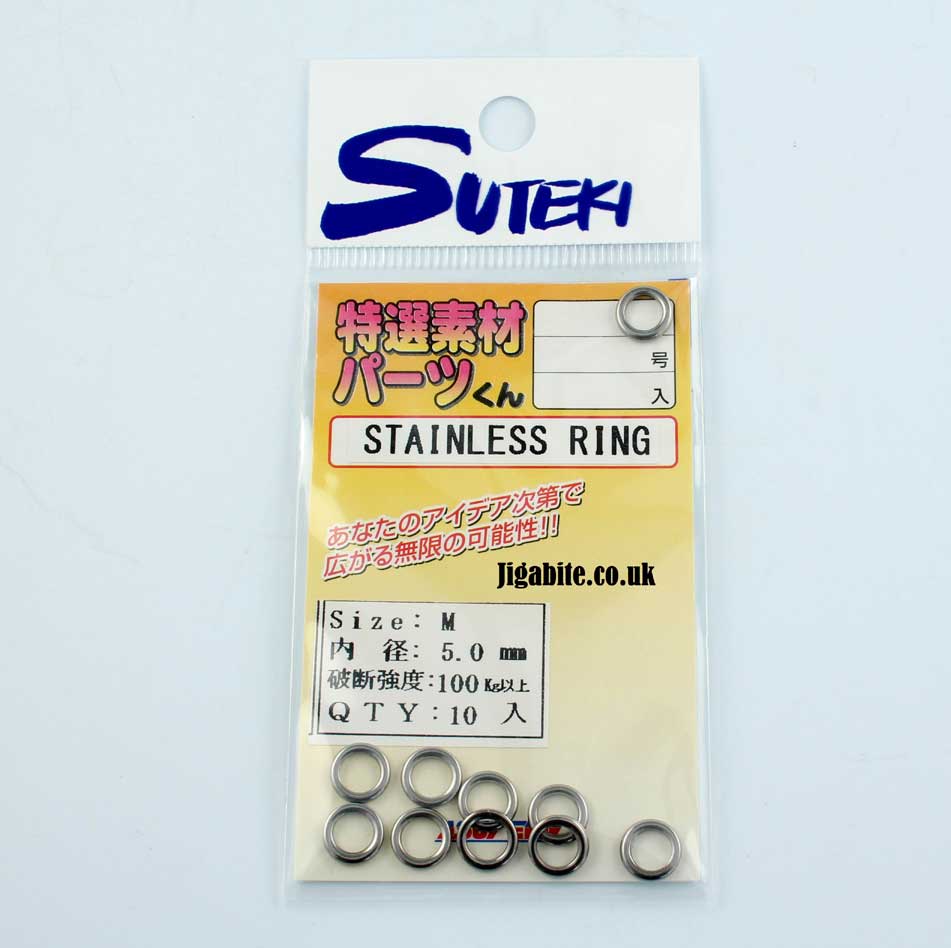 SUTEKI
特選素材
パーツくん
号
入
STAINLESS RING
あなたのアイデア次第で
広がる無限の可能性!!
Jigabite.co.uk
Size: M
内 径: 5.0 mm
破断強度:100 Kg以上
QTY:10 入